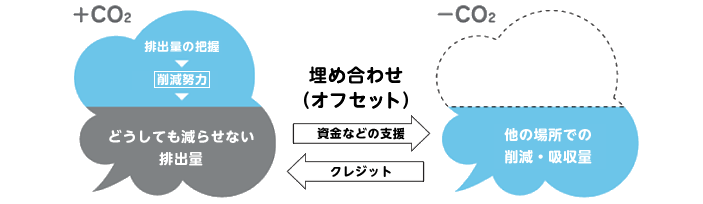 +CO2
排出量の把握
削減努力
どうしても減らせない
排出量
埋め合わせ
(オフセット)
資金などの支援
クレジット
-CO2
他の場所での
削減・吸収量